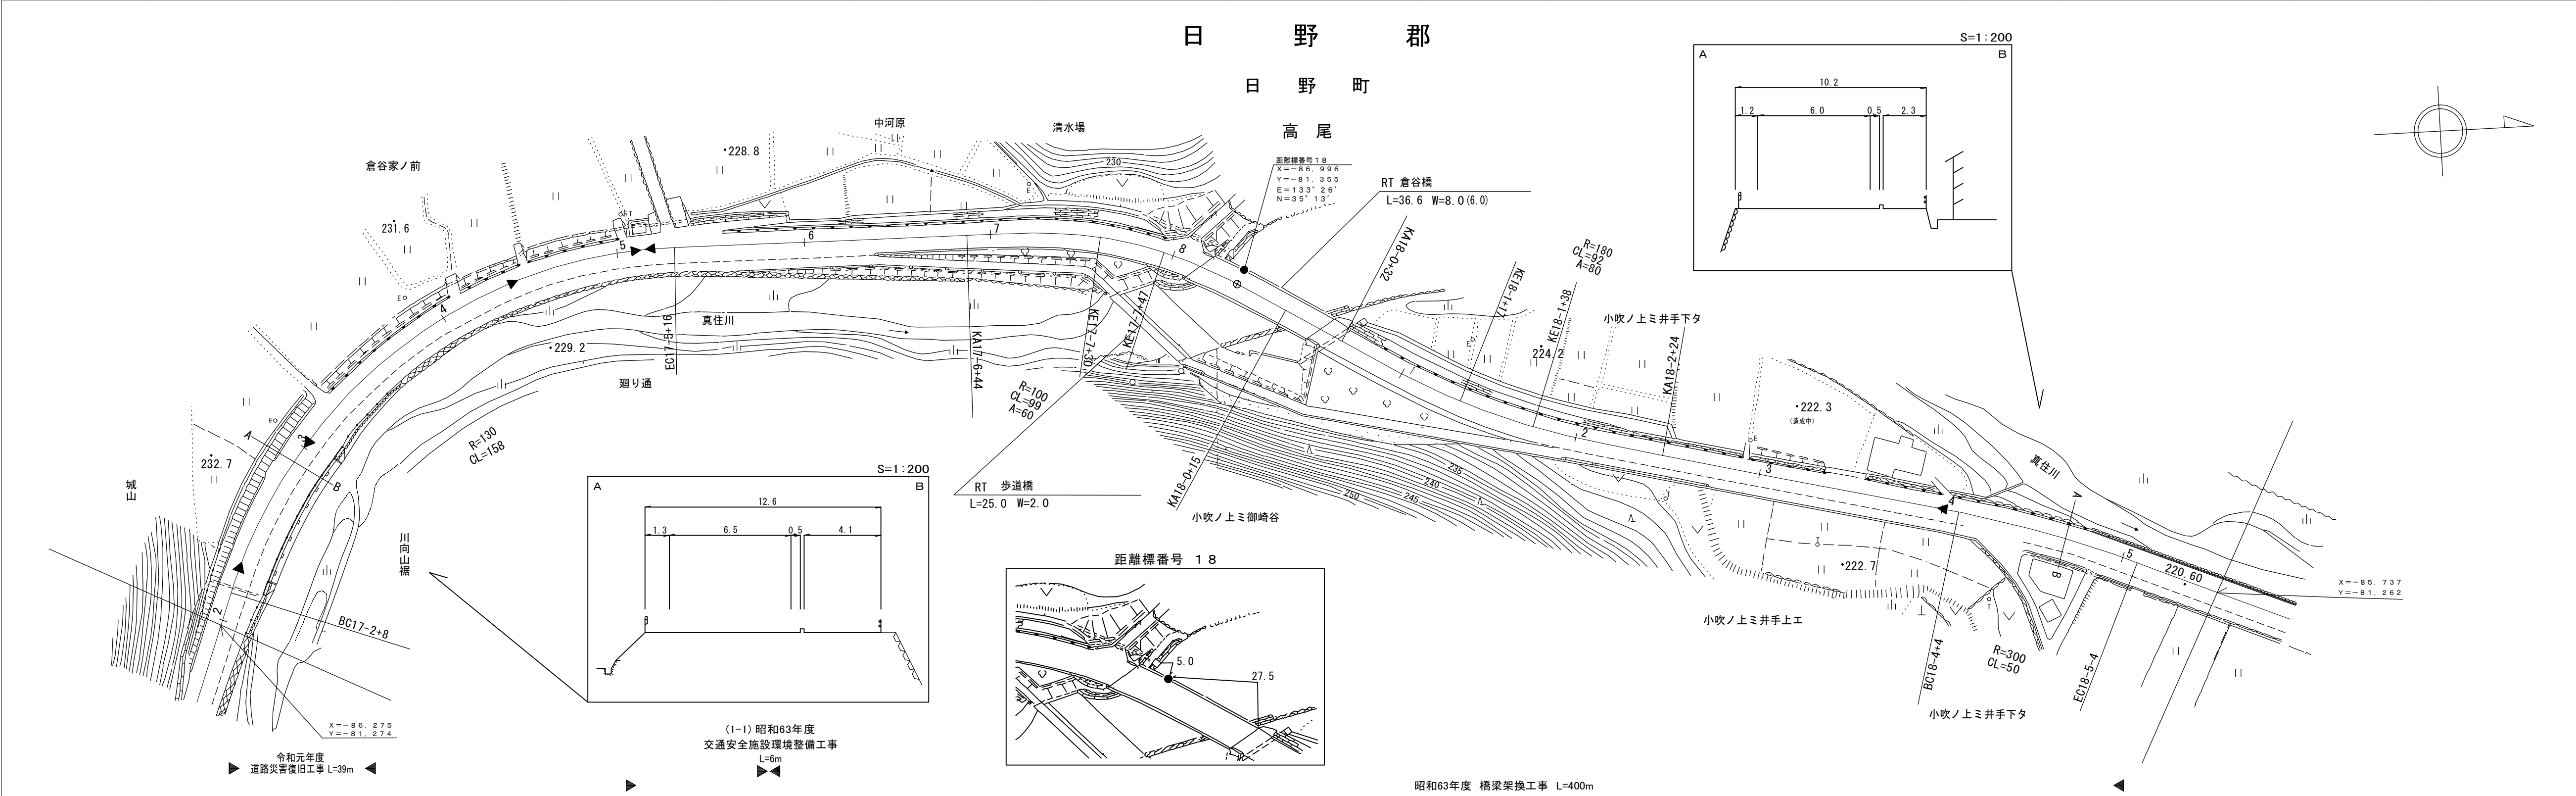 日野郡
日野町
高尾
S=1:200
A
B
10.2
1.2
6.0
0.5
2.3
中河原
清水場
倉谷家ノ前
228.8
230
距離標番号18
X=-86,996
Y=-81,355
E=133°26′
N=35°13′
RT 倉谷橋
L=36.6 W=8.0(6.0)
231.6
GT
5
6
7
8
E
4
KA18-0+32
KE18-1+17
R=180
CL=92
A=80
KE18-1+38
小吹ノ上ミ井手下タ
224.2
KA18-2+24
222.3
(造成中)
真住川
真住川
229.2
廻り通
EC17-5+16
KA17-6+44
KE17-7+30
KE17-7+47
R=100
CL=99
A=60
R=130
CL=158
3
A
B
E
232.7
城山
川向山裾
2
BC17-2+8
X=-86,275
Y=-81,274
S=1:200
A
B
12.6
1.3
6.5
0.5
4.1
RT 歩道橋
L=25.0 W=2.0
KA18-0+15
小吹ノ上ミ御崎谷
250
245
240
235
1
2
3
4
5
E
E
T
T
T
222.7
220.60
A
B
小吹ノ上ミ井手上エ
BC18-4+4
R=300
CL=50
EC18-5-4
小吹ノ上ミ井手下タ
X=-85,737
Y=-81,262
距離標番号 18
5.0
27.5
令和元年度
道路災害復旧工事 L=39m
(1-1) 昭和63年度
交通安全施設環境整備工事
L=6m
昭和63年度 橋梁架換工事 L=400m